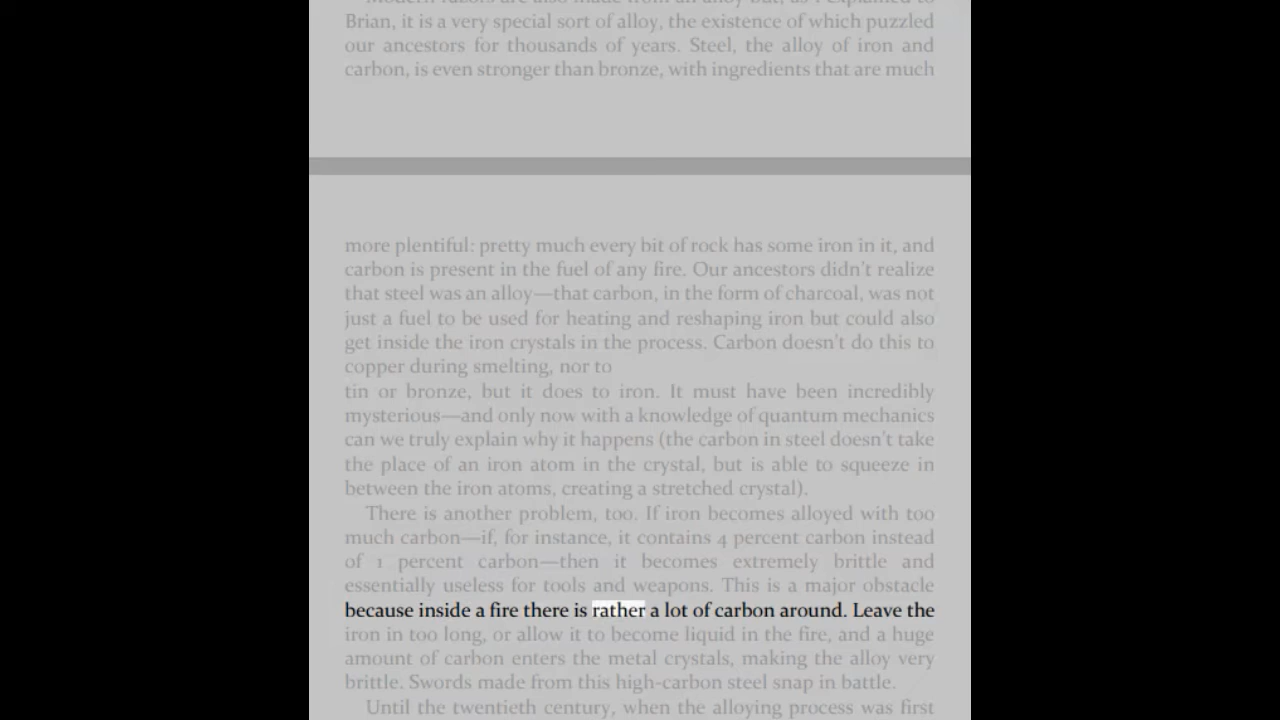 Modern razors are also made from an alloy but, as I explained to
Brian, it is a very special sort of alloy, the existence of which puzzled
our ancestors for thousands of years. Steel, the alloy of iron and
carbon, is even stronger than bronze, with ingredients that are much
more plentiful: pretty much every bit of rock has some iron in it, and
carbon is present in the fuel of any fire. Our ancestors didn't realize
that steel was an alloy—that carbon, in the form of charcoal, was not
just a fuel to be used for heating and reshaping iron but could also
get inside the iron crystals in the process. Carbon doesn't do this to
copper during smelting, nor to
tin or bronze, but it does to iron. It must have been incredibly
mysterious—and only now with a knowledge of quantum mechanics
can we truly explain why it happens (the carbon in steel doesn't take
the place of an iron atom in the crystal, but is able to squeeze in
between the iron atoms, creating a stretched crystal).
There is another problem, too. If iron becomes alloyed with too
much carbon—if, for instance, it contains 4 percent carbon instead
of 1 percent carbon—then it becomes extremely brittle and
essentially useless for tools and weapons. This is a major obstacle
because inside a fire there is rather a lot of carbon around. Leave the
iron in too long, or allow it to become liquid in the fire, and a huge
amount of carbon enters the metal crystals, making the alloy very
brittle. Swords made from this high-carbon steel snap in battle.
Until the twentieth century, when the alloying process was first